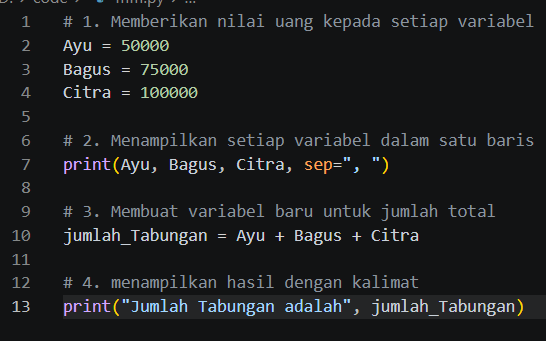 code > mm.py > ...
1 # 1. Memberikan nilai uang kepada setiap variabel
2 Ayu = 50000
3 Bagus = 75000
4 Citra = 100000
5
6 # 2. Menampilkan setiap variabel dalam satu baris
7 print(Ayu, Bagus, Citra, sep=", ")
8
9 # 3. Membuat variabel baru untuk jumlah total
10 jumlah_Tabungan = Ayu + Bagus + Citra
11
12 # 4. menampilkan hasil dengan kalimat
13 print("Jumlah Tabungan adalah", jumlah_Tabungan)